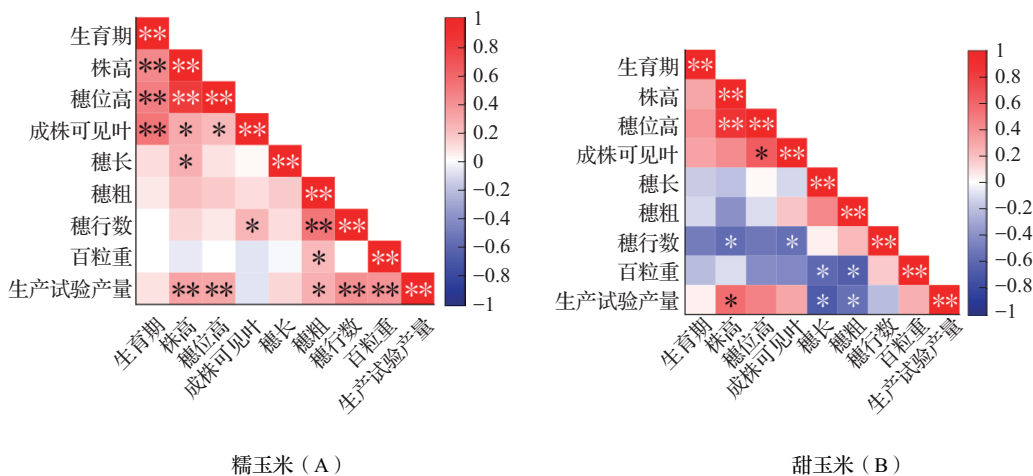 生育期 **
株高 ** **
穗位高 ** ** **
成株可见叶 ** * * **
穗长 * **
穗粗 **
穗行数 * ** **
百粒重 * **
生产试验产量 ** ** * ** ** **
生育期 株高 穗位高 成株可见叶 穗长 穗粗 穗行数 百粒重 生产试验产量
1
0.8
0.6
0.4
0.2
0
−0.2
−0.4
−0.6
−0.8
−1
糯玉米（A）
生育期 **
株高 **
穗位高 ** **
成株可见叶 * **
穗长 **
穗粗 **
穗行数 * * **
百粒重 * * **
生产试验产量 * * * **
生育期 株高 穗位高 成株可见叶 穗长 穗粗 穗行数 百粒重 生产试验产量
1
0.8
0.6
0.4
0.2
0
−0.2
−0.4
−0.6
−0.8
−1
甜玉米（B）